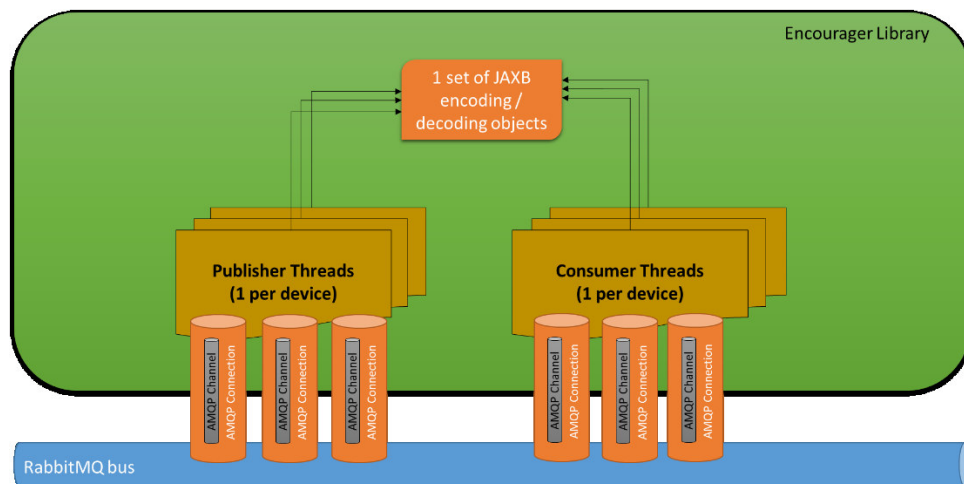 Encourager Library
1 set of JAXB
encoding /
decoding objects
Publisher Threads
(1 per device)
Consumer Threads
(1 per device)
AMQP Channel
AMQP Connection
AMQP Channel
AMQP Connection
AMQP Channel
AMQP Connection
AMQP Channel
AMQP Connection
AMQP Channel
AMQP Connection
AMQP Channel
AMQP Connection
RabbitMQ bus